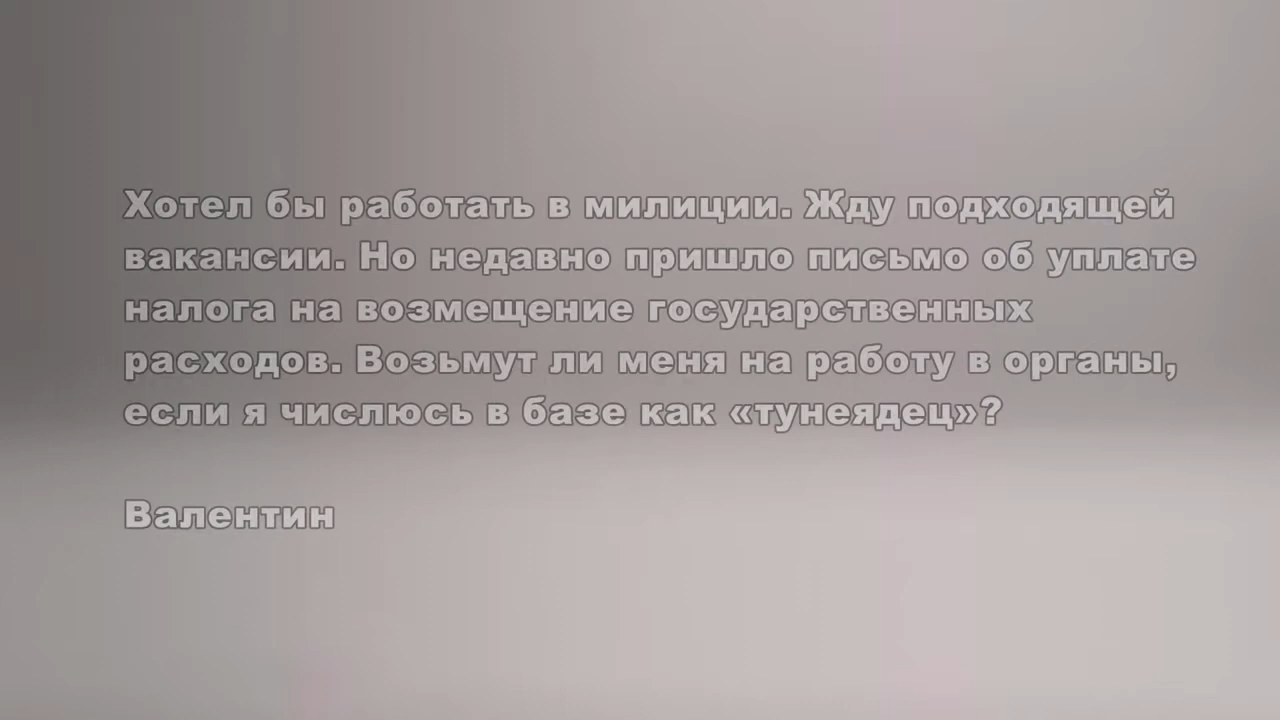 Хотел бы работать в милиции. Жду подходящей
вакансии. Но недавно пришло письмо об уплате
налога на возмещение государственных
расходов. Возьмут ли меня на работу в органы,
если я числюсь в базе как «тунеядец»?
Валентин